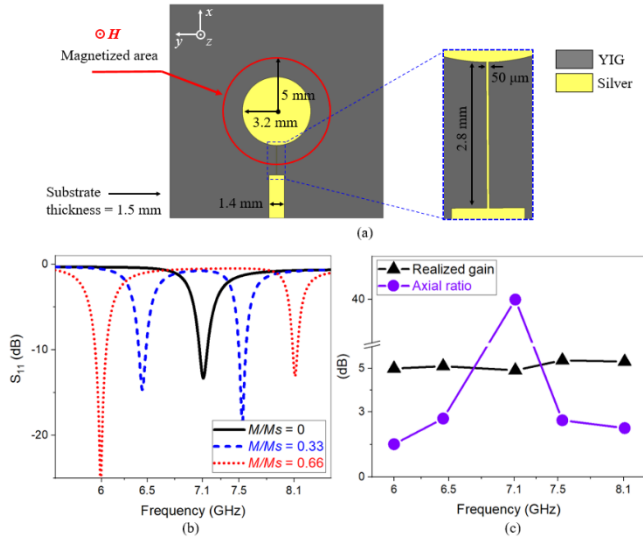 ⊙ H
Magnetized area
x
y
z
5 mm
3.2 mm
Substrate
thickness = 1.5 mm
1.4 mm
50 µm
2.8 mm
YIG
Silver
(a)
S11 (dB)
0
-10
-20
M/Ms = 0
M/Ms = 0.33
M/Ms = 0.66
6 6.5 7.1 7.5 8.1
Frequency (GHz)
(b)
Realized gain
Axial ratio
(dB)
40
5
3
0
6 6.5 7.1 7.5 8.1
Frequency (GHz)
(c)